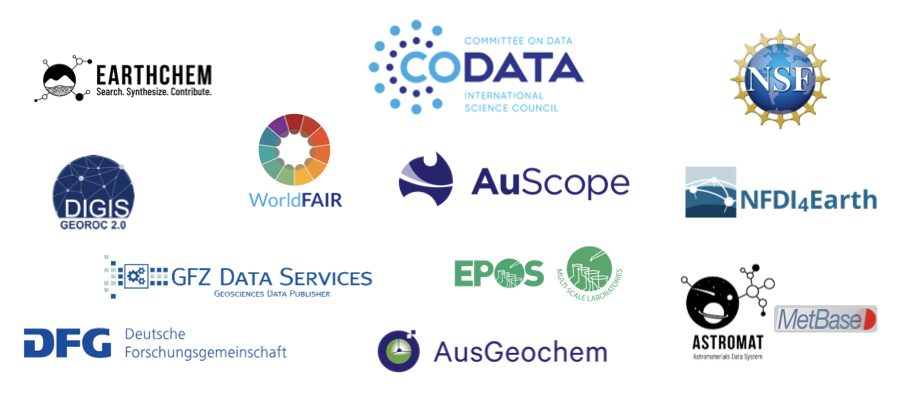 COMMITTEE ON DATA
CODATA
INTERNATIONAL
SCIENCE COUNCIL
EARTHCHEM
Search. Synthesize. Contribute.
NSF
WorldFAIR
AuScope
DIGIS
GEOROC 2.0
NFDI4Earth
GFZ DATA SERVICES
GEOSCIENCES DATA PUBLISHER
EPOS
MULTI-SCALE LABORATORIES
ASTROMAT
Astromaterials Data System
MetBase
DFG Deutsche
Forschungsgemeinschaft
AusGeochem